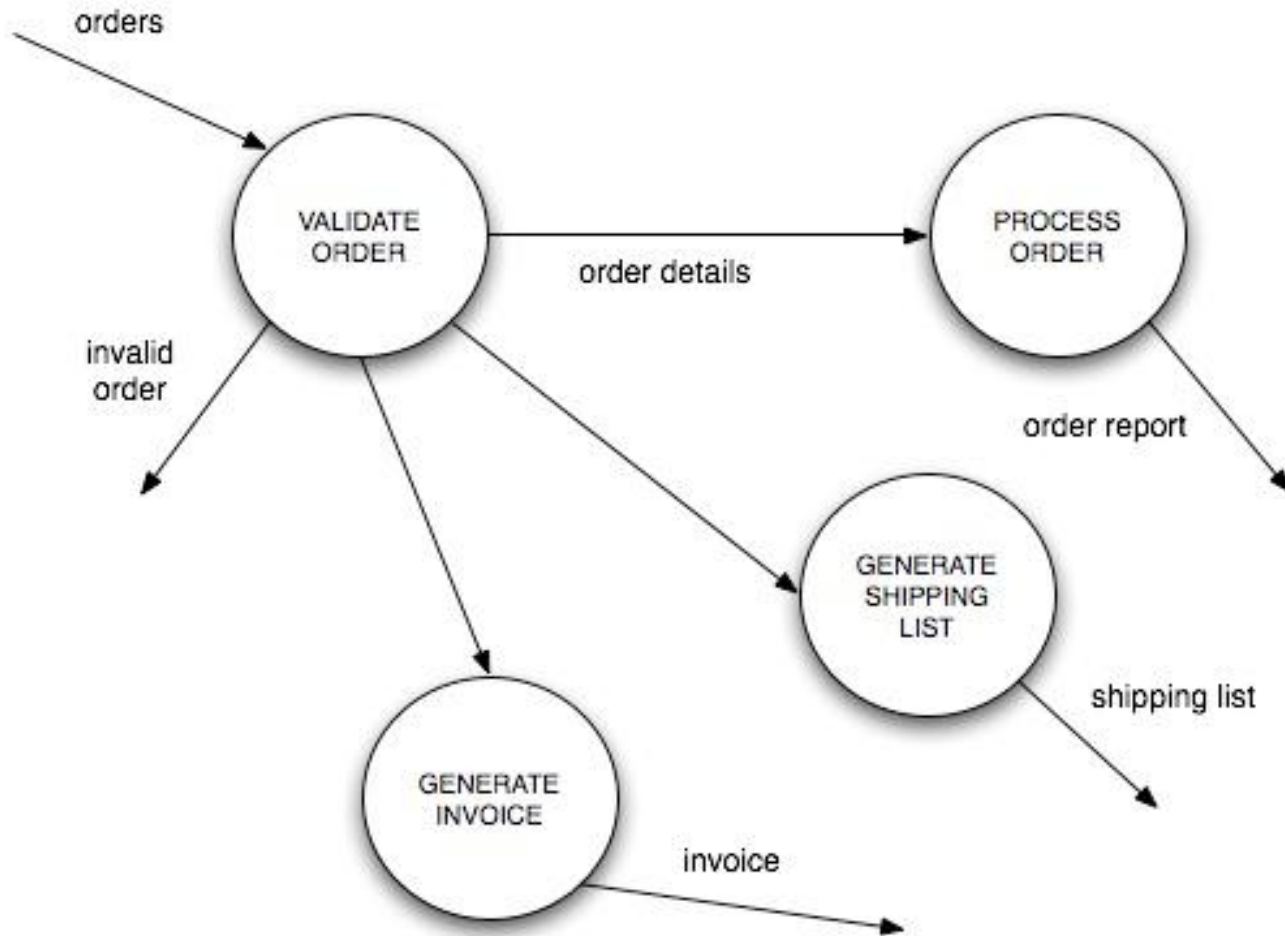 orders
VALIDATE
ORDER
PROCESS
ORDER
order details
invalid
order
order report
GENERATE
SHIPPING
LIST
shipping list
GENERATE
INVOICE
invoice